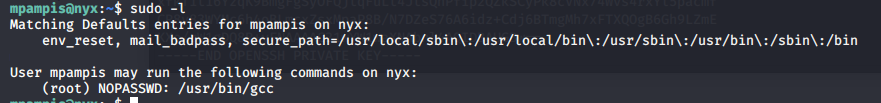 mpampis@nyx:~$ sudo -l
Matching Defaults entries for mpampis on nyx:
    env_reset, mail_badpass, secure_path=/usr/local/sbin\:/usr/local/bin\:/usr/sbin\:/usr/bin\:/sbin\:/bin

User mpampis may run the following commands on nyx:
    (root) NOPASSWD: /usr/bin/gcc
mpampis@nyx:~$